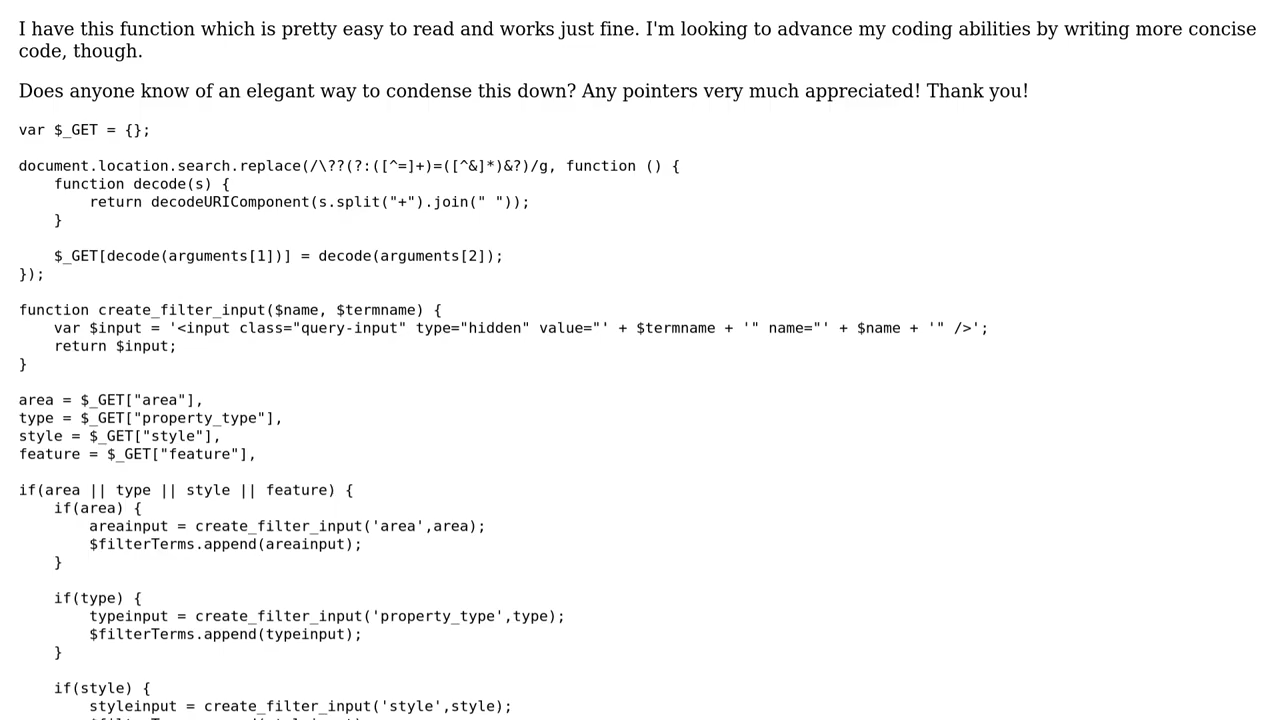 I have this function which is pretty easy to read and works just fine. I'm looking to advance my coding abilities by writing more concise
code, though.
Does anyone know of an elegant way to condense this down? Any pointers very much appreciated! Thank you!
var $_GET = {};
document.location.search.replace(/\??(?:([^=]+)=([^&]*)&?)/g, function () {
    function decode(s) {
        return decodeURIComponent(s.split("+").join(" "));
    }
    $_GET[decode(arguments[1])] = decode(arguments[2]);
});
function create_filter_input($name, $termname) {
    var $input = '<input class="query-input" type="hidden" value="' + $termname + '" name="' + $name + '" />';
    return $input;
}
area = $_GET["area"],
type = $_GET["property_type"],
style = $_GET["style"],
feature = $_GET["feature"],
if(area || type || style || feature) {
    if(area) {
        areainput = create_filter_input('area',area);
        $filterTerms.append(areainput);
    }
    if(type) {
        typeinput = create_filter_input('property_type',type);
        $filterTerms.append(typeinput);
    }
    if(style) {
        styleinput = create_filter_input('style',style);